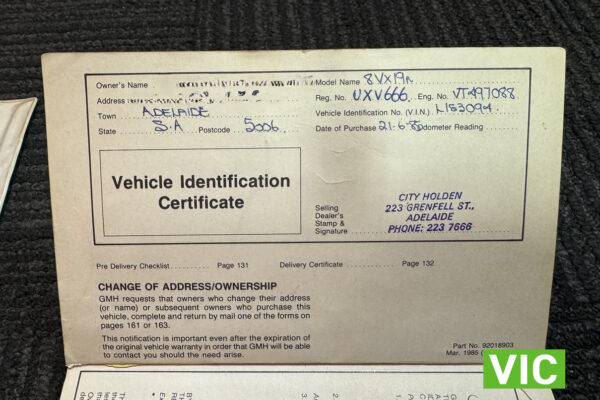 Owner's Name Model Name 8VX19R
Address Reg. No. UXV666 Eng. No. VT497088
Town ADELAIDE Vehicle Identification No. (V.I.N.) L153094
State S.A Postcode 5006 Date of Purchase 21-6-85 Odometer Reading
Vehicle Identification
Certificate
Selling
Dealer's
Stamp &
Signature
CITY HOLDEN
223 GRENFELL ST.,
ADELAIDE
PHONE: 223 7666
Pre Delivery Checklist Page 131 Delivery Certificate Page 132
CHANGE OF ADDRESS/OWNERSHIP
GMH requests that owners who change their address
(or name) or subsequent owners who purchase this
vehicle, complete and return by mail one of the forms on
pages 161 or 163.
This notification is important even after the expiration of
the original vehicle warranty in order that GMH will be able
to contact you should the need arise.
Part No. 92018903
Mar. 1985
VIC